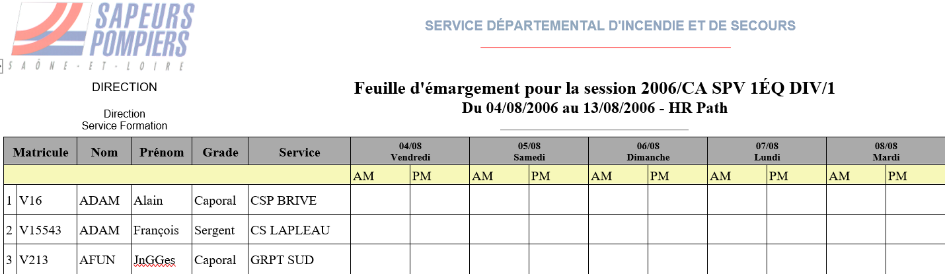 SAPEURS
POMPIERS
SAÔNE-ET-LOIRE
SERVICE DÉPARTEMENTAL D'INCENDIE ET DE SECOURS
DIRECTION
Direction
Service Formation
Feuille d'émargement pour la session 2006/CA SPV 1ÉQ DIV/1
Du 04/08/2006 au 13/08/2006 - HR Path
Matricule Nom Prénom Grade Service 04/08 Vendredi 05/08 Samedi 06/08 Dimanche 07/08 Lundi 08/08 Mardi
AM PM AM PM AM PM AM PM AM PM
1 V16 ADAM Alain Caporal CSP BRIVE
2 V15543 ADAM François Sergent CS LAPLEAU
3 V213 AFUN JnGGes Caporal GRPT SUD